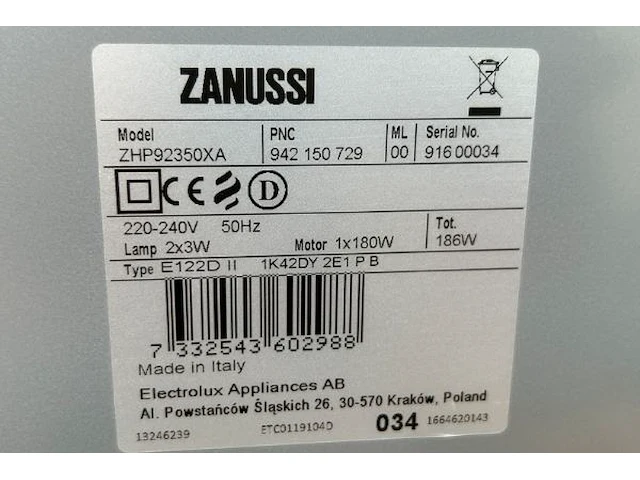 ZANUSSI
Model PNC ML Serial No.
ZHP92350XA 942 150 729 00 916 00034
CE D
220-240V 50Hz Tot.
Lamp 2x3W Motor 1x180W 186W
Type E122D II 1K42DY 2E1 P B
7 332543 602988
Made in Italy
Electrolux Appliances AB
Al. Powstańców Śląskich 26, 30-570 Kraków, Poland
13246239 ETC0119104D 034 1664620143